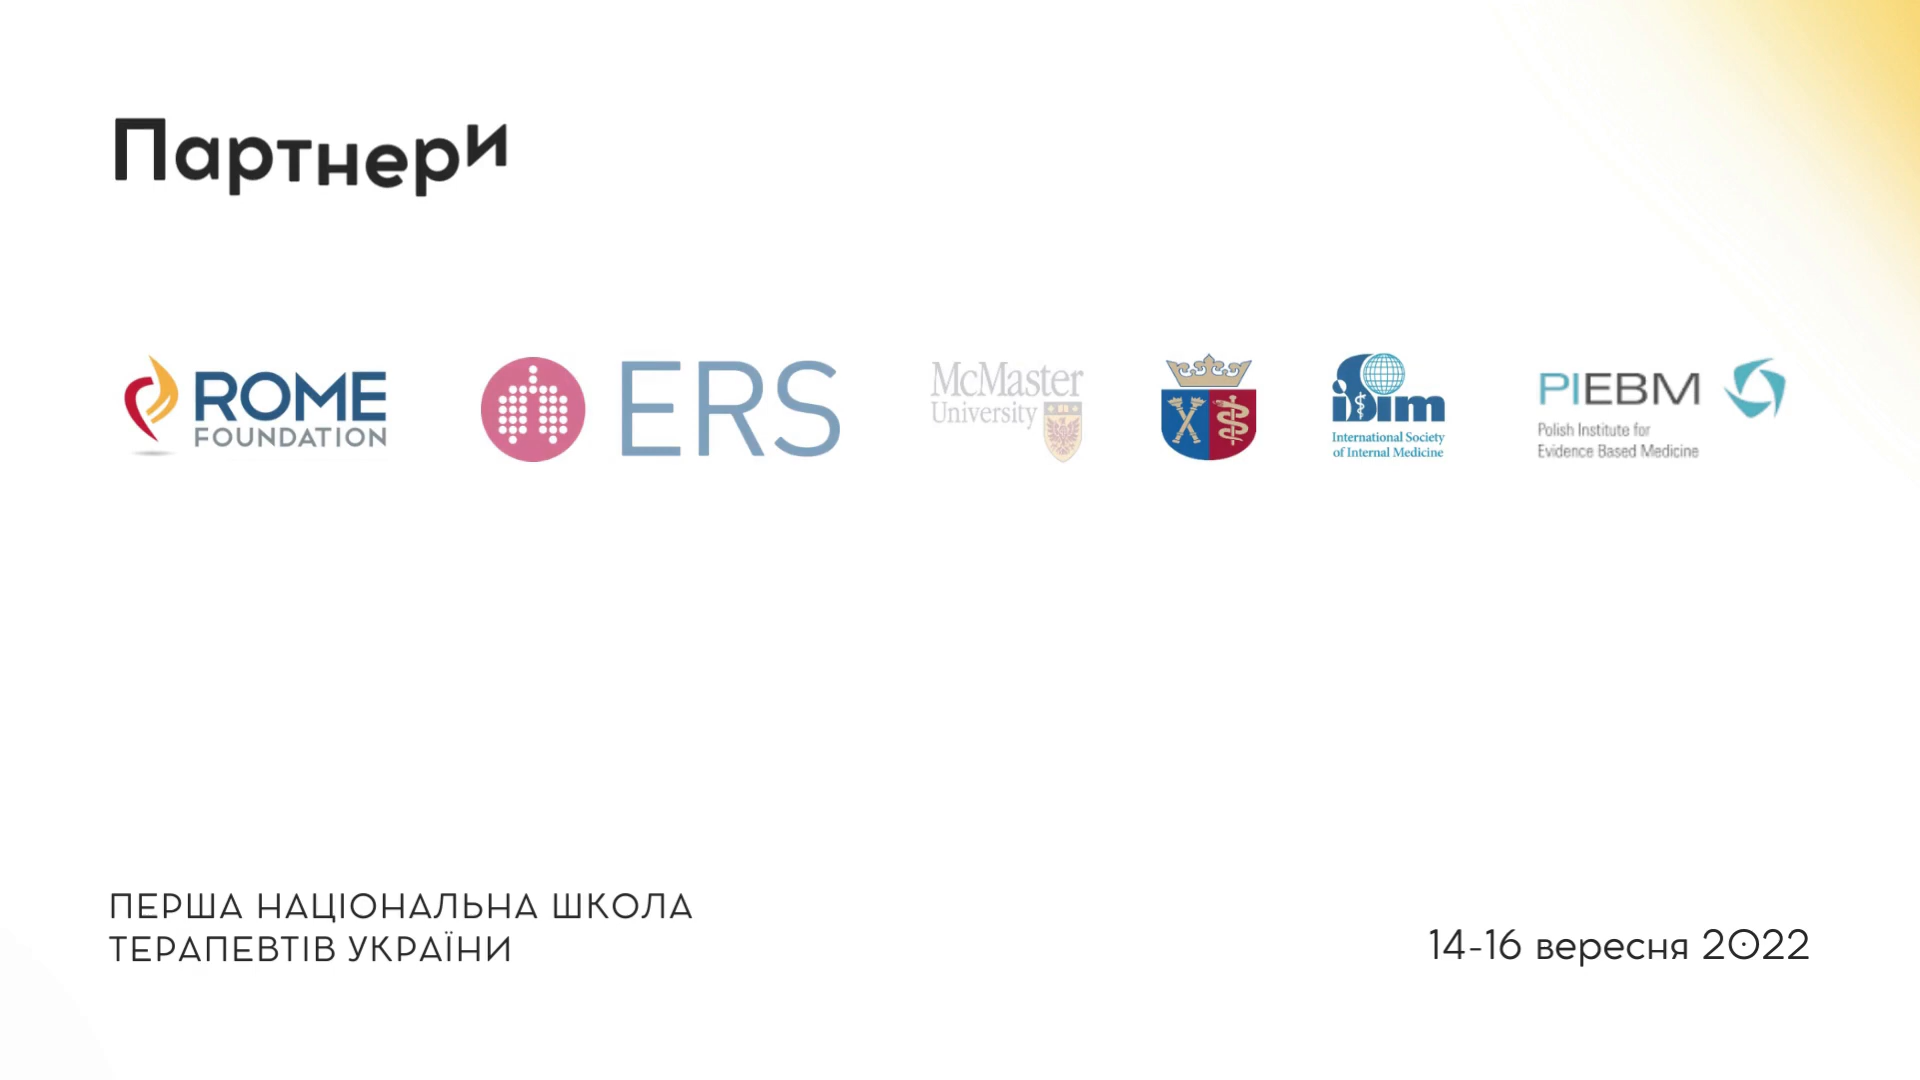 Партнери
ROME
FOUNDATION
ERS
McMaster
University
isim
International Society
of Internal Medicine
PIEBM
Polish Institute for
Evidence Based Medicine
ПЕРША НАЦІОНАЛЬНА ШКОЛА
ТЕРАПЕВТІВ УКРАЇНИ
14-16 вересня 2022